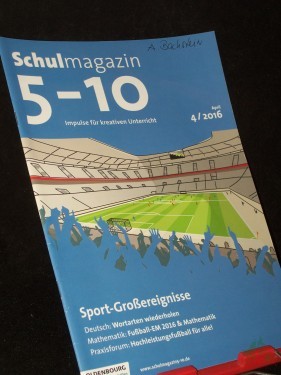 Schulmagazin
5–10
Impulse für kreativen Unterricht
April
4/2016
Sport-Großereignisse
Deutsch: Wortarten wiederholen
Mathematik: Fußball-EM 2016 & Mathematik
Praxisforum: Hochleistungsfußball für alle!
OLDENBOURG